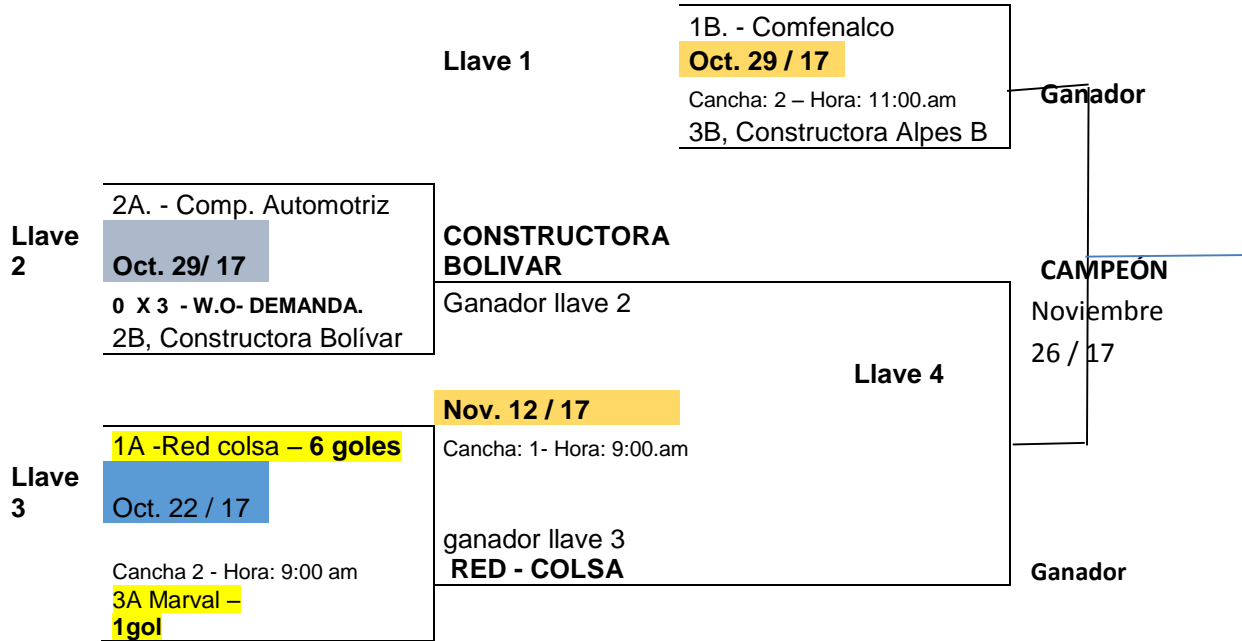 1B. - Comfenalco
Llave 1
Oct. 29 / 17
Cancha: 2 – Hora: 11:00.am
Ganador
3B, Constructora Alpes B
2A. - Comp. Automotriz
Llave
2
Oct. 29/ 17
CONSTRUCTORA
BOLIVAR
0 X 3 - W.O- DEMANDA.
2B, Constructora Bolívar
Ganador llave 2
CAMPEÓN
Noviembre
26 / 17
Llave 4
Nov. 12 / 17
Cancha: 1- Hora: 9:00.am
1A -Red colsa – 6 goles
Llave
3
Oct. 22 / 17
Cancha 2 - Hora: 9:00 am
3A Marval –
1gol
ganador llave 3
RED - COLSA
Ganador